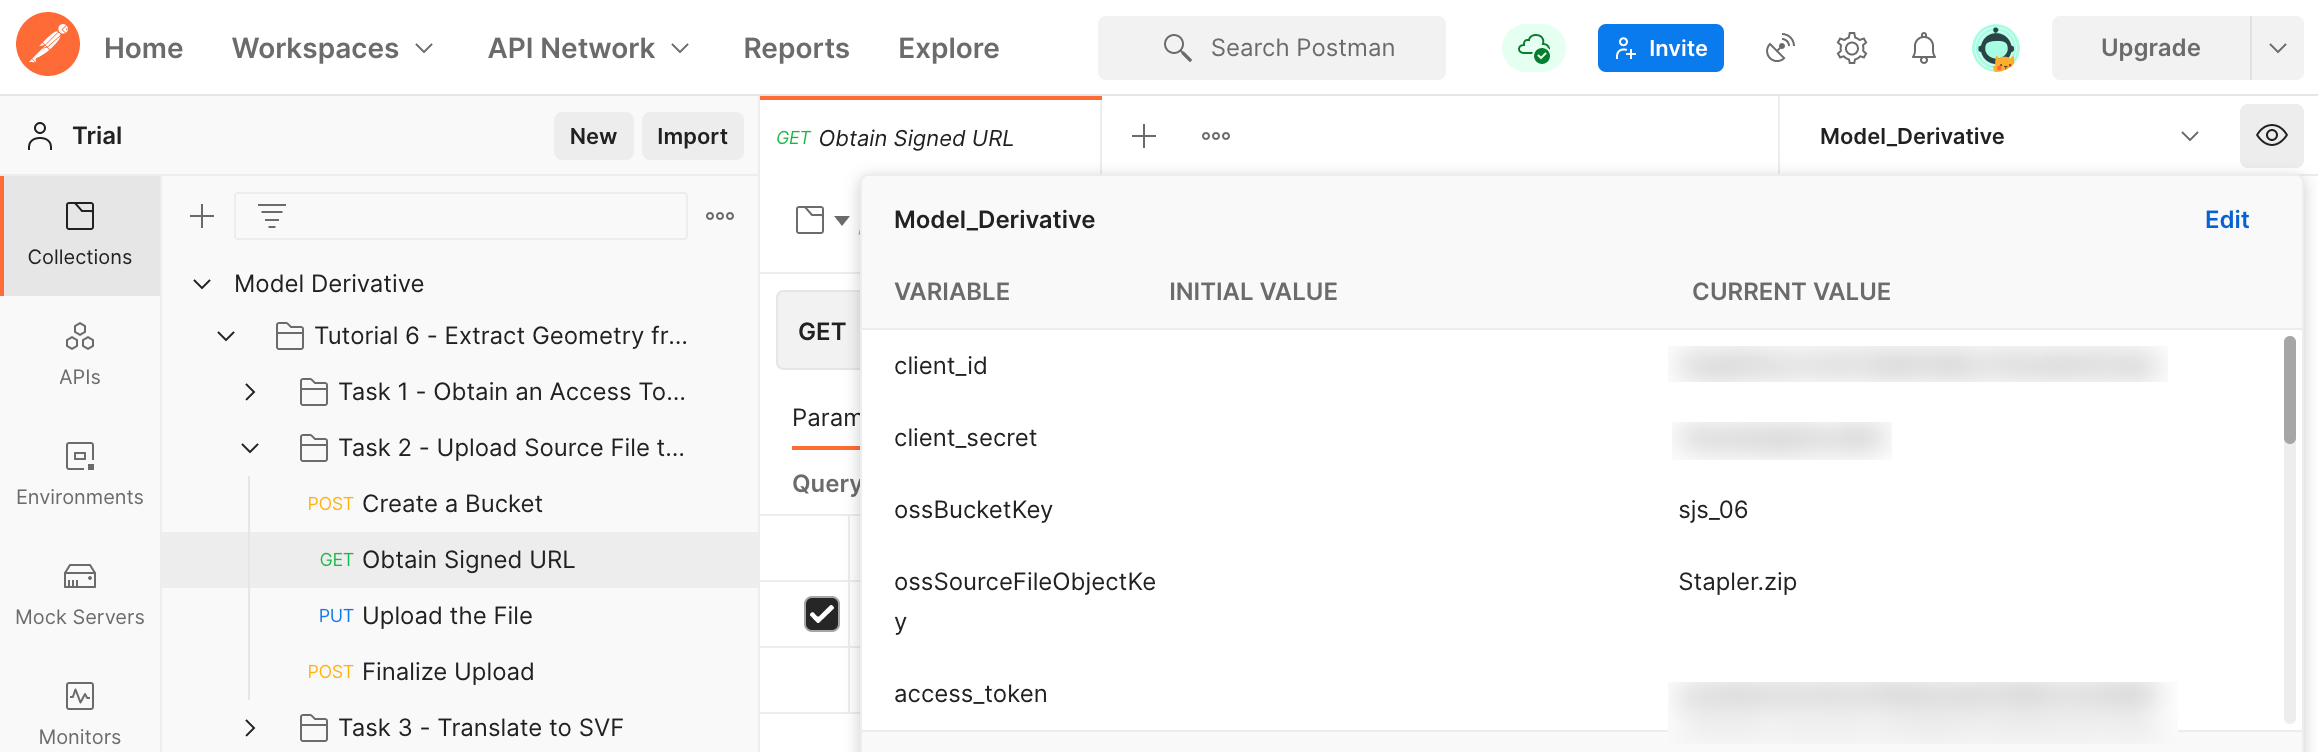 Home
Workspaces
API Network
Reports
Explore
Search Postman
Invite
Upgrade
Trial
New
Import
GET Obtain Signed URL
Model_Derivative
Collections
APIs
Environments
Mock Servers
Monitors
Model Derivative
Tutorial 6 - Extract Geometry fr...
Task 1 - Obtain an Access To...
Task 2 - Upload Source File t...
POST Create a Bucket
GET Obtain Signed URL
PUT Upload the File
POST Finalize Upload
Task 3 - Translate to SVF
GET
Param
Query
Model_Derivative
Edit
VARIABLE INITIAL VALUE CURRENT VALUE
client_id
client_secret
ossBucketKey sjs_06
ossSourceFileObjectKe Stapler.zip
y
access_token